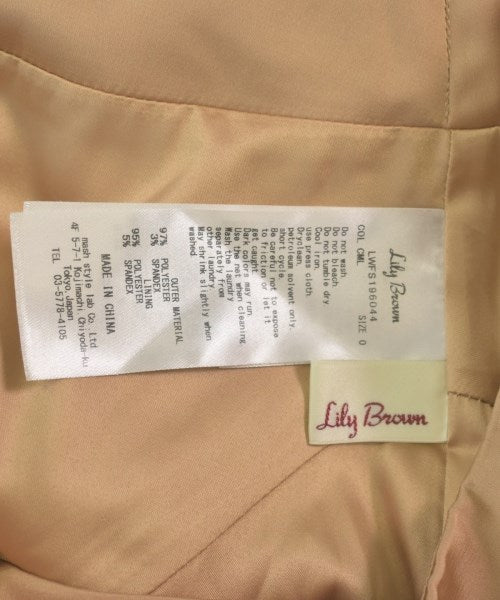 Lily Brown
LWFS196044
COL CML SIZE 0
Do not wash
Do not bleach
Do not tumble dry
Cool iron.
use press cloth
Dryclean.
petroleum solvent only.
short cycle
Be careful not to expose
to friction or let it
get caught.
Dark colors may run.
Use the net when cleaning.
Wash the laundry
separately from
other laundry.
May shrink slightly when
washed.
OUTER MATERIAL
97% POLYESTER
3% SPANDEX
LINING
95% POLYESTER
5% SPANDEX
MADE IN CHINA
mash style lab Co., Ltd.
4F 5-7-1 Kojimachi Chiyoda-ku
Tokyo Japan
TEL 03-5778-4105
Lily Brown